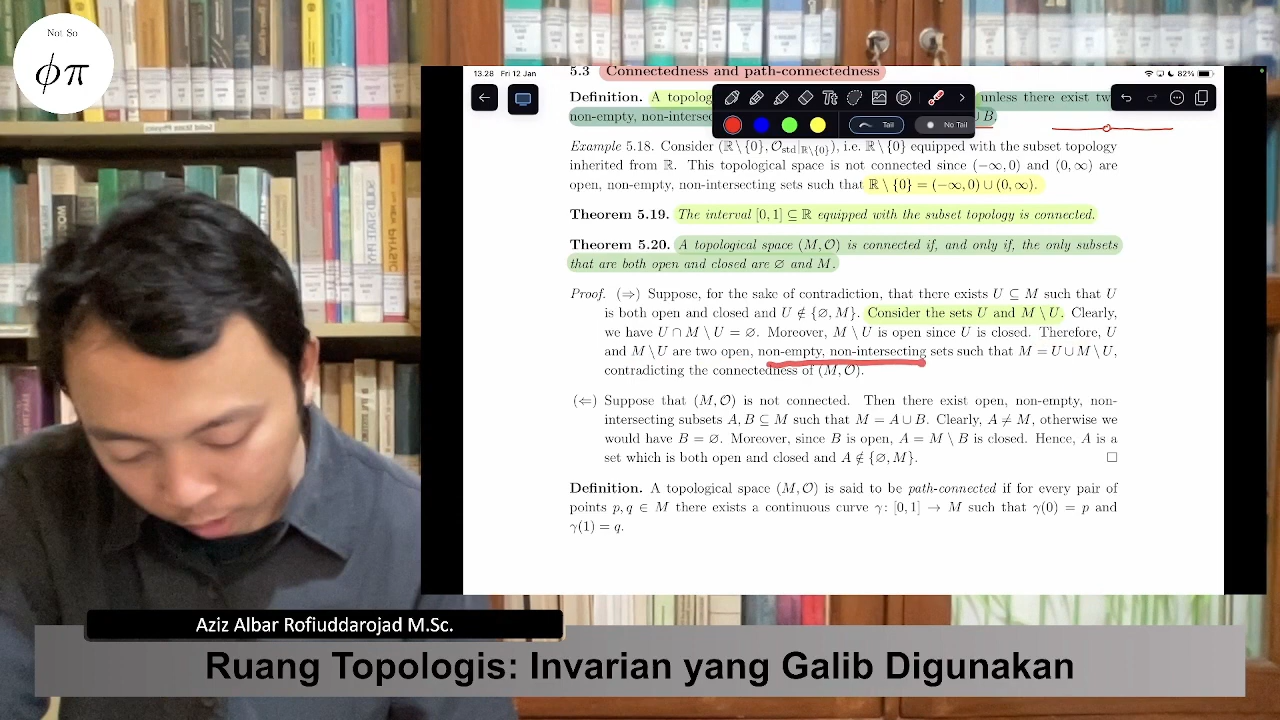 Not So
ϕπ
Solid State Physics
SOLID STATE PHYSICS
13.26 Fri 12 Jan
82%
5.3 Connectedness and path-connectedness
Definition. A topolog unless there exist tw
non-empty, non-intersec ∪ B
Tt
Tail
No Tail
Example 5.18. Consider (ℝ \ {0}, 𝒪std|ℝ\{0}), i.e. ℝ \ {0} equipped with the subset topology
inherited from ℝ. This topological space is not connected since (−∞, 0) and (0, ∞) are
open, non-empty, non-intersecting sets such that ℝ \ {0} = (−∞, 0) ∪ (0, ∞).
Theorem 5.19. The interval [0, 1] ⊆ ℝ equipped with the subset topology is connected.
Theorem 5.20. A topological space (M, 𝒪) is connected if, and only if, the only subsets
that are both open and closed are ∅ and M.
Proof. (⇒) Suppose, for the sake of contradiction, that there exists U ⊆ M such that U
is both open and closed and U ∉ {∅, M}. Consider the sets U and M \ U. Clearly,
we have U ∩ M \ U = ∅. Moreover, M \ U is open since U is closed. Therefore, U
and M \ U are two open, non-empty, non-intersecting sets such that M = U ∪ M \ U,
contradicting the connectedness of (M, 𝒪).
(⇐) Suppose that (M, 𝒪) is not connected. Then there exist open, non-empty, non-
intersecting subsets A, B ⊆ M such that M = A ∪ B. Clearly, A ≠ M, otherwise we
would have B = ∅. Moreover, since B is open, A = M \ B is closed. Hence, A is a
set which is both open and closed and A ∉ {∅, M}. □
Definition. A topological space (M, 𝒪) is said to be path-connected if for every pair of
points p, q ∈ M there exists a continuous curve γ: [0, 1] → M such that γ(0) = p and
γ(1) = q.
Aziz Albar Rofiuddarojad M.Sc.
Ruang Topologis: Invarian yang Galib Digunakan